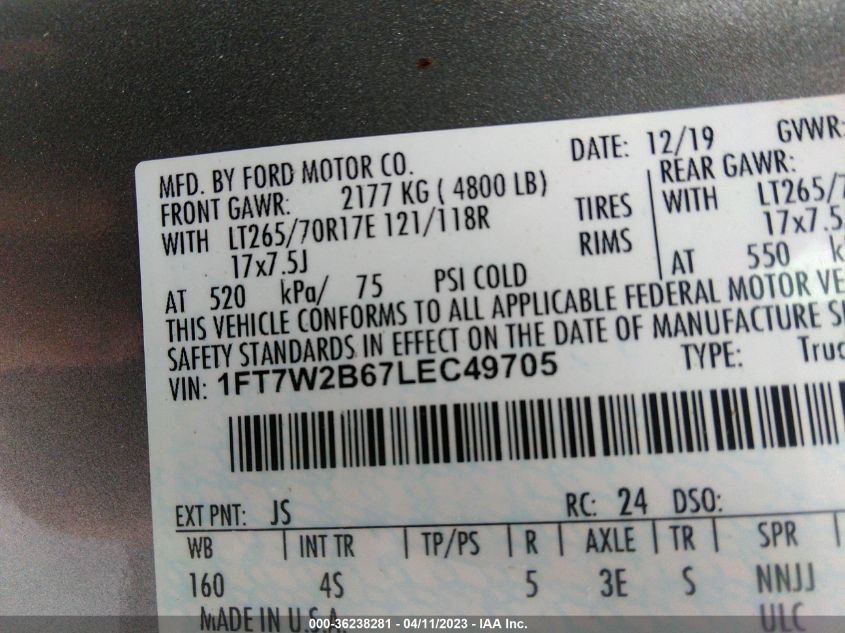 MFD. BY FORD MOTOR CO. DATE: 12/19 GVWR:
FRONT GAWR: 2177 KG ( 4800 LB) REAR GAWR:
WITH LT265/70R17E 121/118R TIRES WITH LT265/7
17x7.5J RIMS 17x7.5
AT 520 kPa/ 75 PSI COLD AT 550 k
THIS VEHICLE CONFORMS TO ALL APPLICABLE FEDERAL MOTOR VE
SAFETY STANDARDS IN EFFECT ON THE DATE OF MANUFACTURE S
VIN: 1FT7W2B67LEC49705 TYPE: Truc
EXT PNT: JS RC: 24 DSO:
WB INT TR TP/PS R AXLE TR SPR
160 4S 5 3E S NNJJ
MADE IN U.S.A. ULC
000-36238281 - 04/11/2023 - IAA Inc.